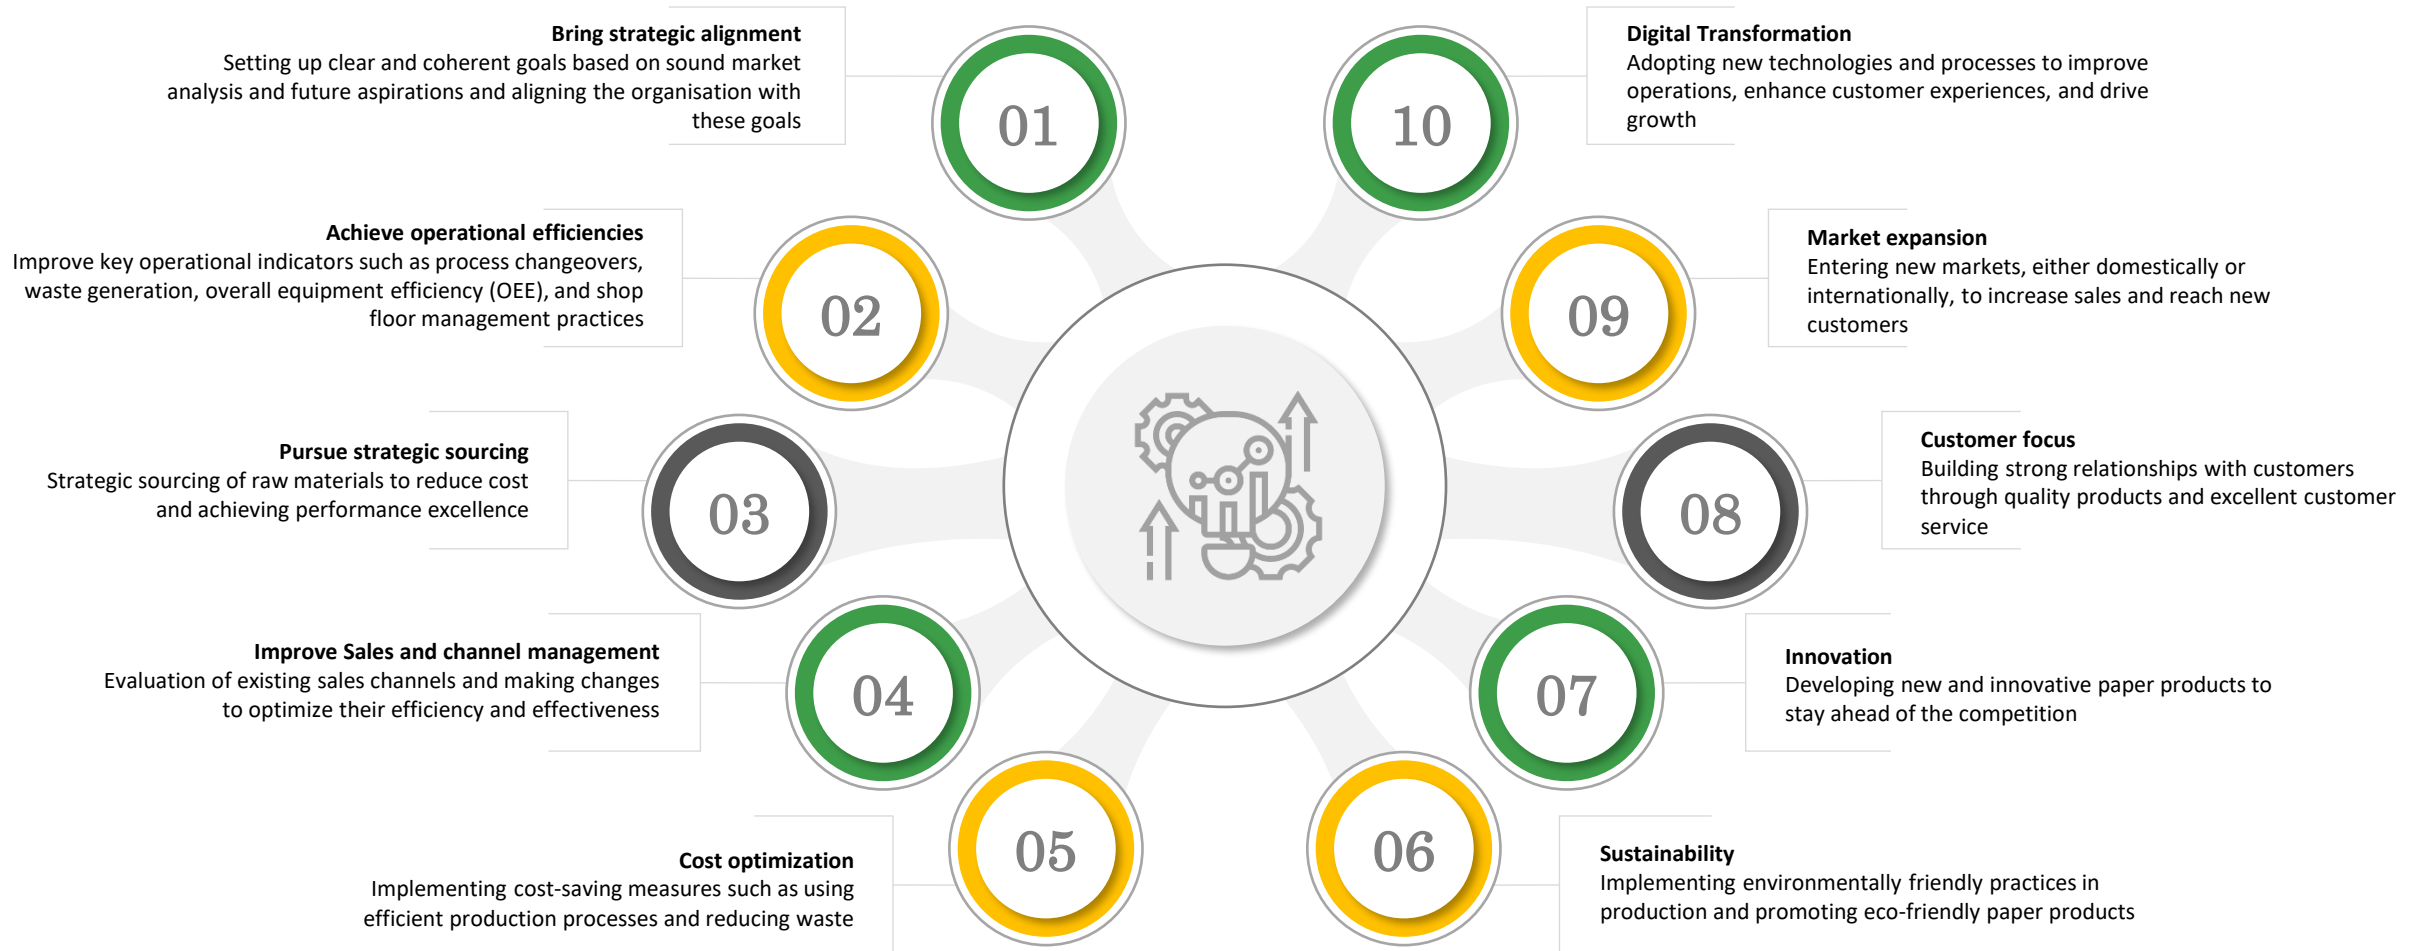 Bring strategic alignment
Setting up clear and coherent goals based on sound market
analysis and future aspirations and aligning the organisation with
these goals
01
Achieve operational efficiencies
Improve key operational indicators such as process changeovers,
waste generation, overall equipment efficiency (OEE), and shop
floor management practices
02
Pursue strategic sourcing
Strategic sourcing of raw materials to reduce cost
and achieving performance excellence
03
Improve Sales and channel management
Evaluation of existing sales channels and making changes
to optimize their efficiency and effectiveness
04
Cost optimization
Implementing cost-saving measures such as using
efficient production processes and reducing waste
05
06
Sustainability
Implementing environmentally friendly practices in
production and promoting eco-friendly paper products
07
Innovation
Developing new and innovative paper products to
stay ahead of the competition
08
Customer focus
Building strong relationships with customers
through quality products and excellent customer
service
09
Market expansion
Entering new markets, either domestically or
internationally, to increase sales and reach new
customers
10
Digital Transformation
Adopting new technologies and processes to improve
operations, enhance customer experiences, and drive
growth